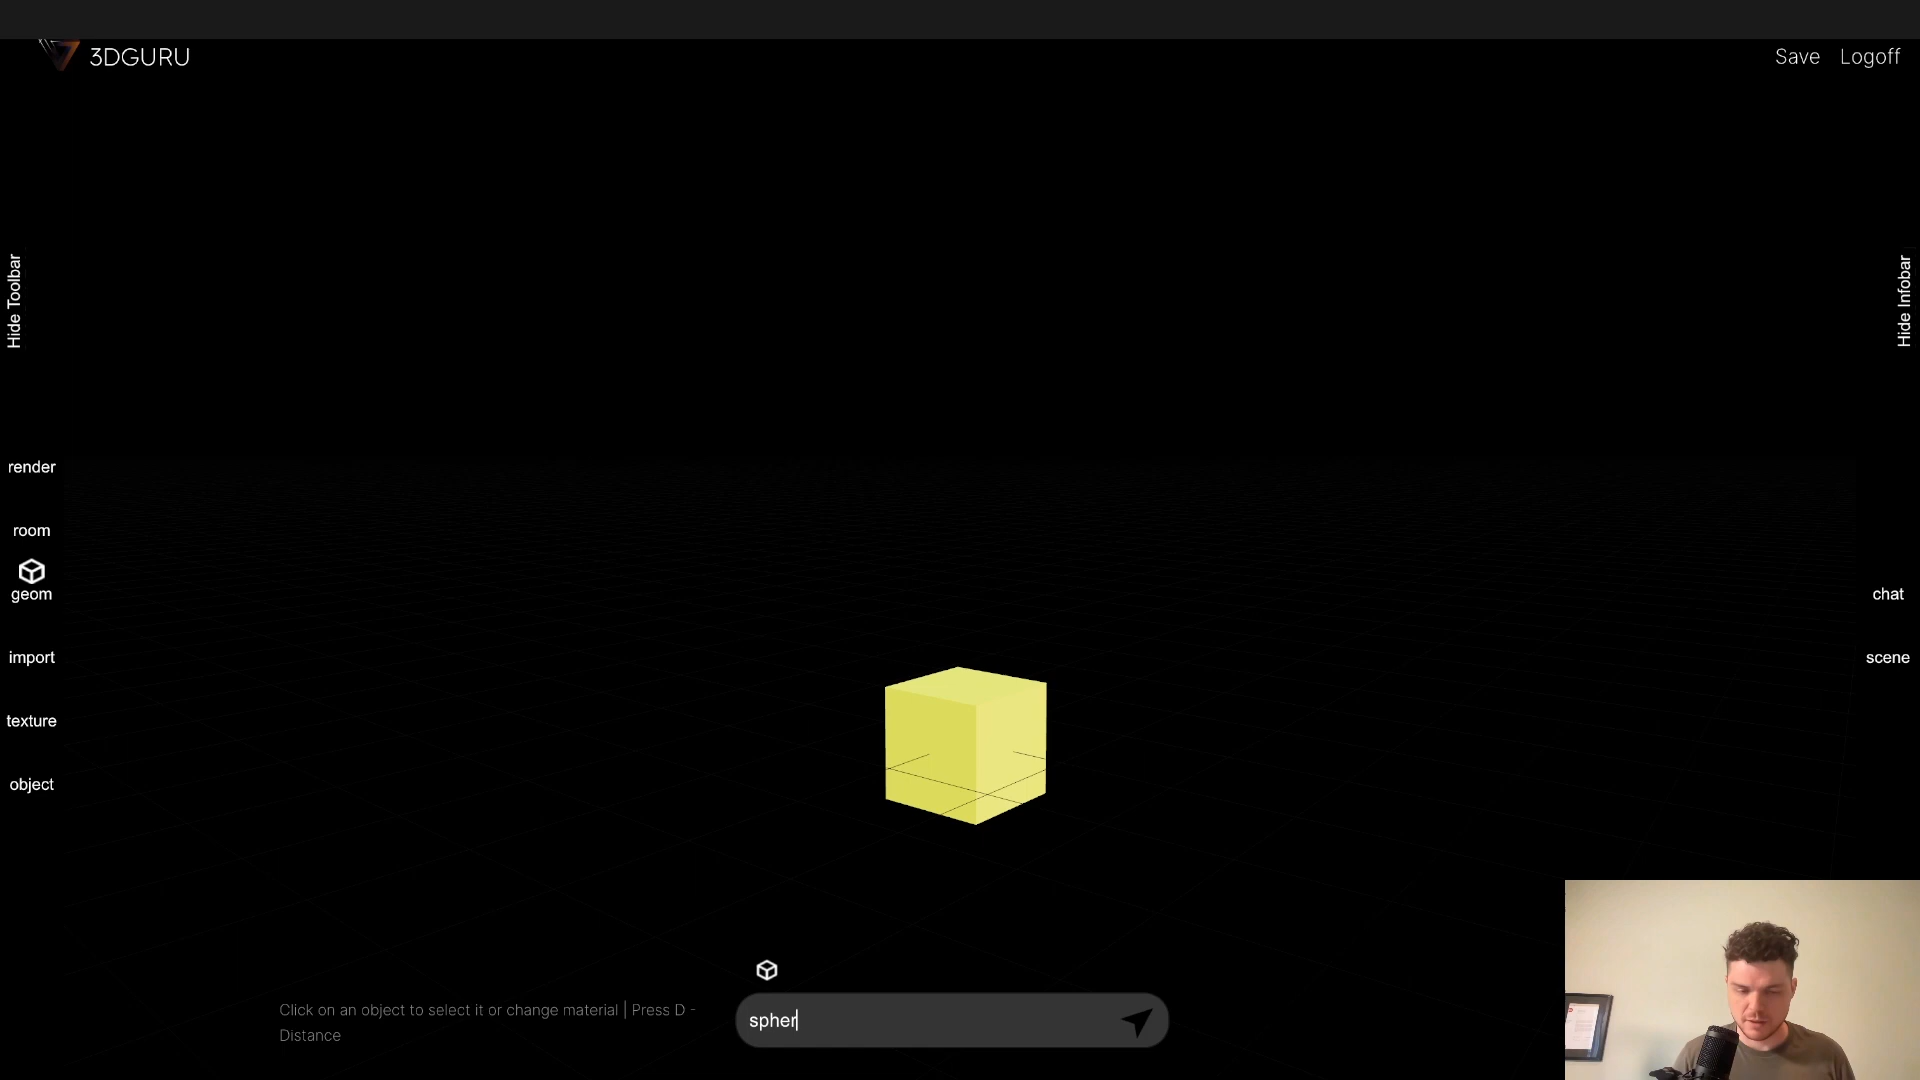 3DGURU
Save
Logoff
Hide Toolbar
Hide Infobar
render
room
geom
import
texture
object
chat
scene
Click on an object to select it or change material | Press D -
Distance
spher